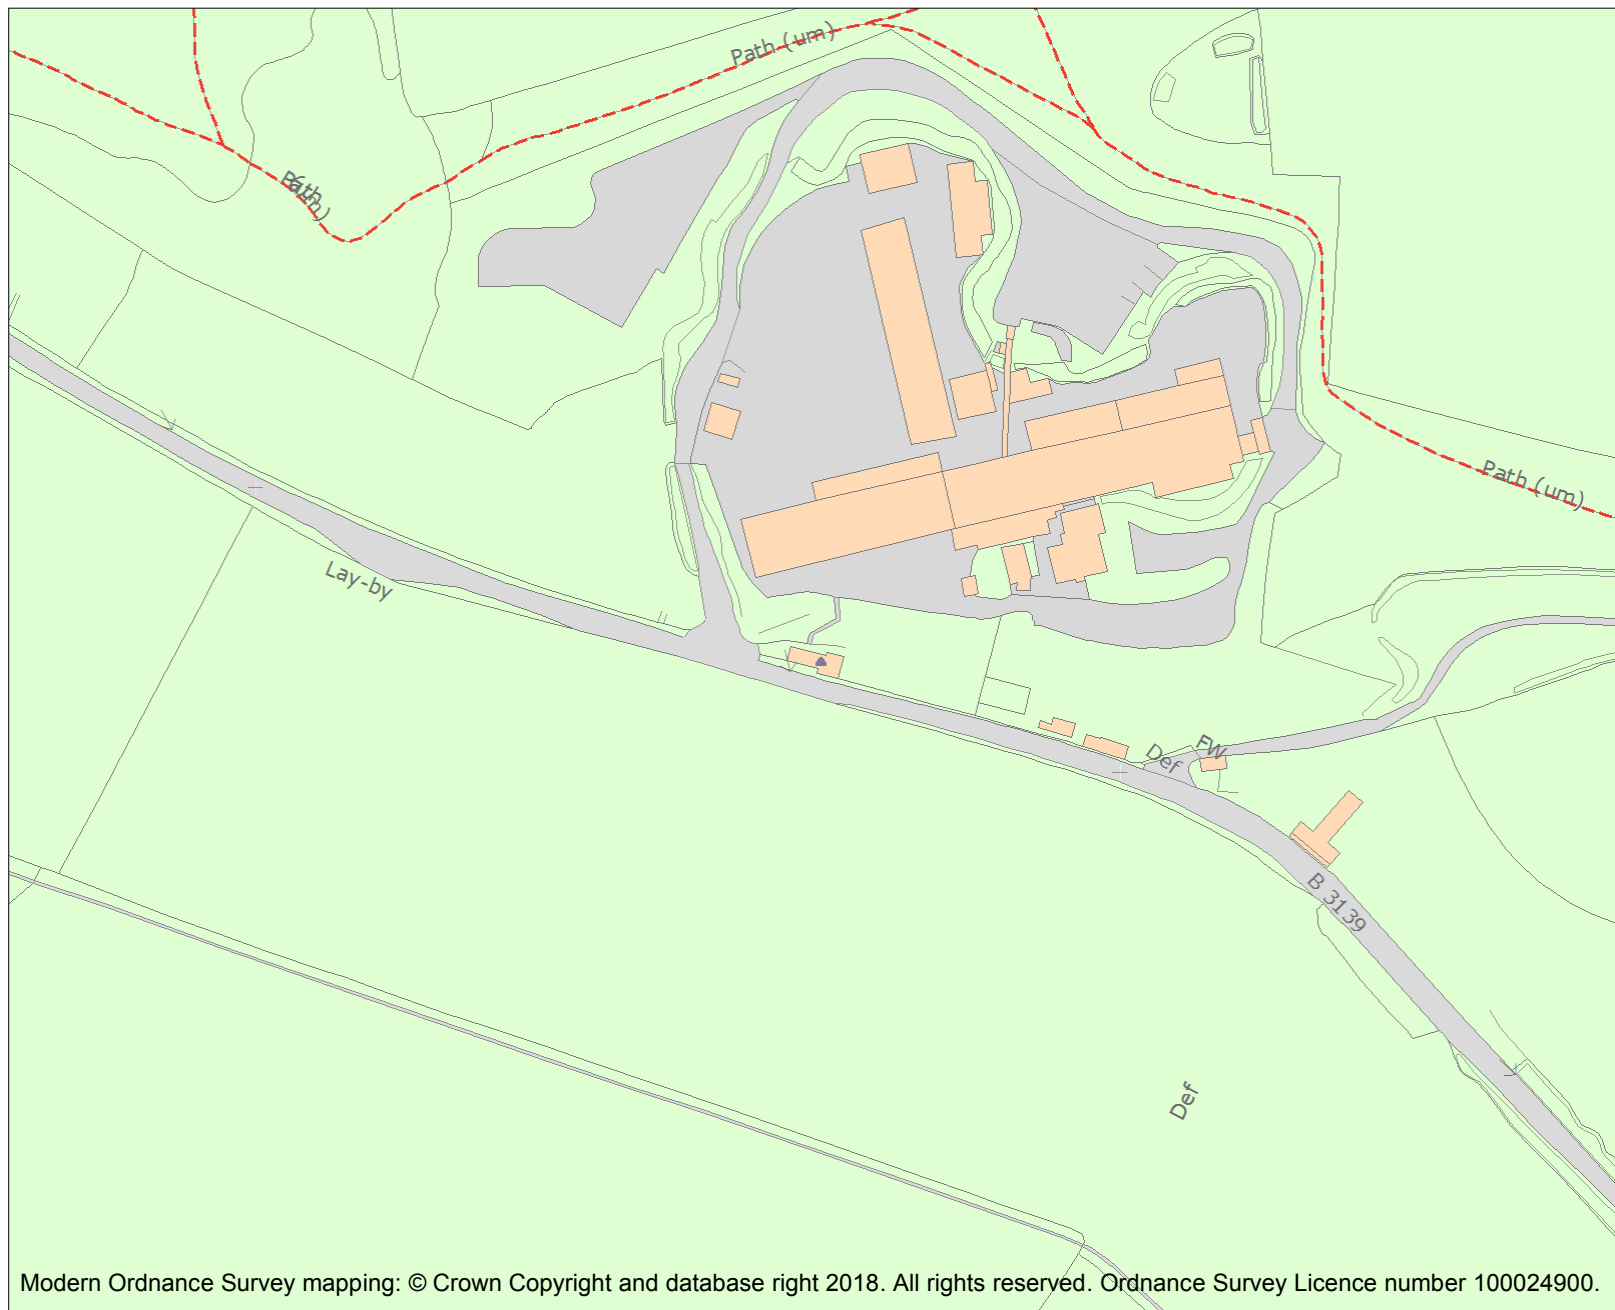 Path (um)
Path
(um)
Path (um)
Lay-by
FW
Def
B 3139
Def
Modern Ordnance Survey mapping: © Crown Copyright and database right 2018. All rights reserved. Ordnance Survey Licence number 100024900.